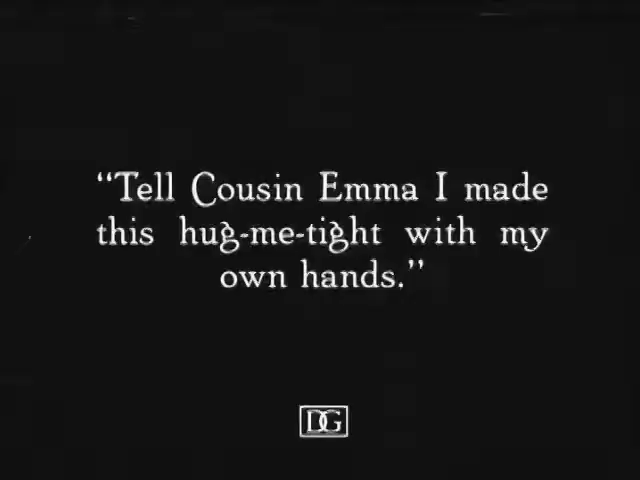 “Tell Cousin Emma I made
this hug-me-tight with my
own hands.”
DG